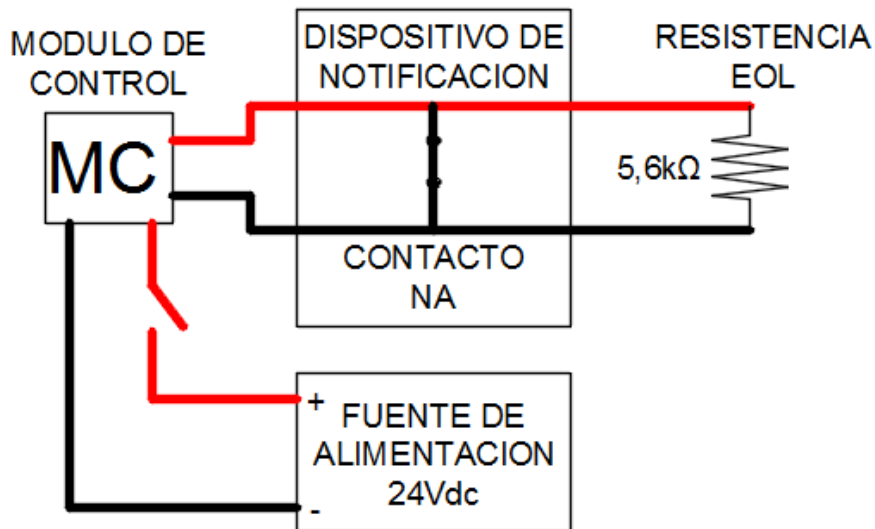 MODULO DE
CONTROL
MC
DISPOSITIVO DE
NOTIFICACION
CONTACTO
NA
RESISTENCIA
EOL
5,6kΩ
+
FUENTE DE
ALIMENTACION
24Vdc
-